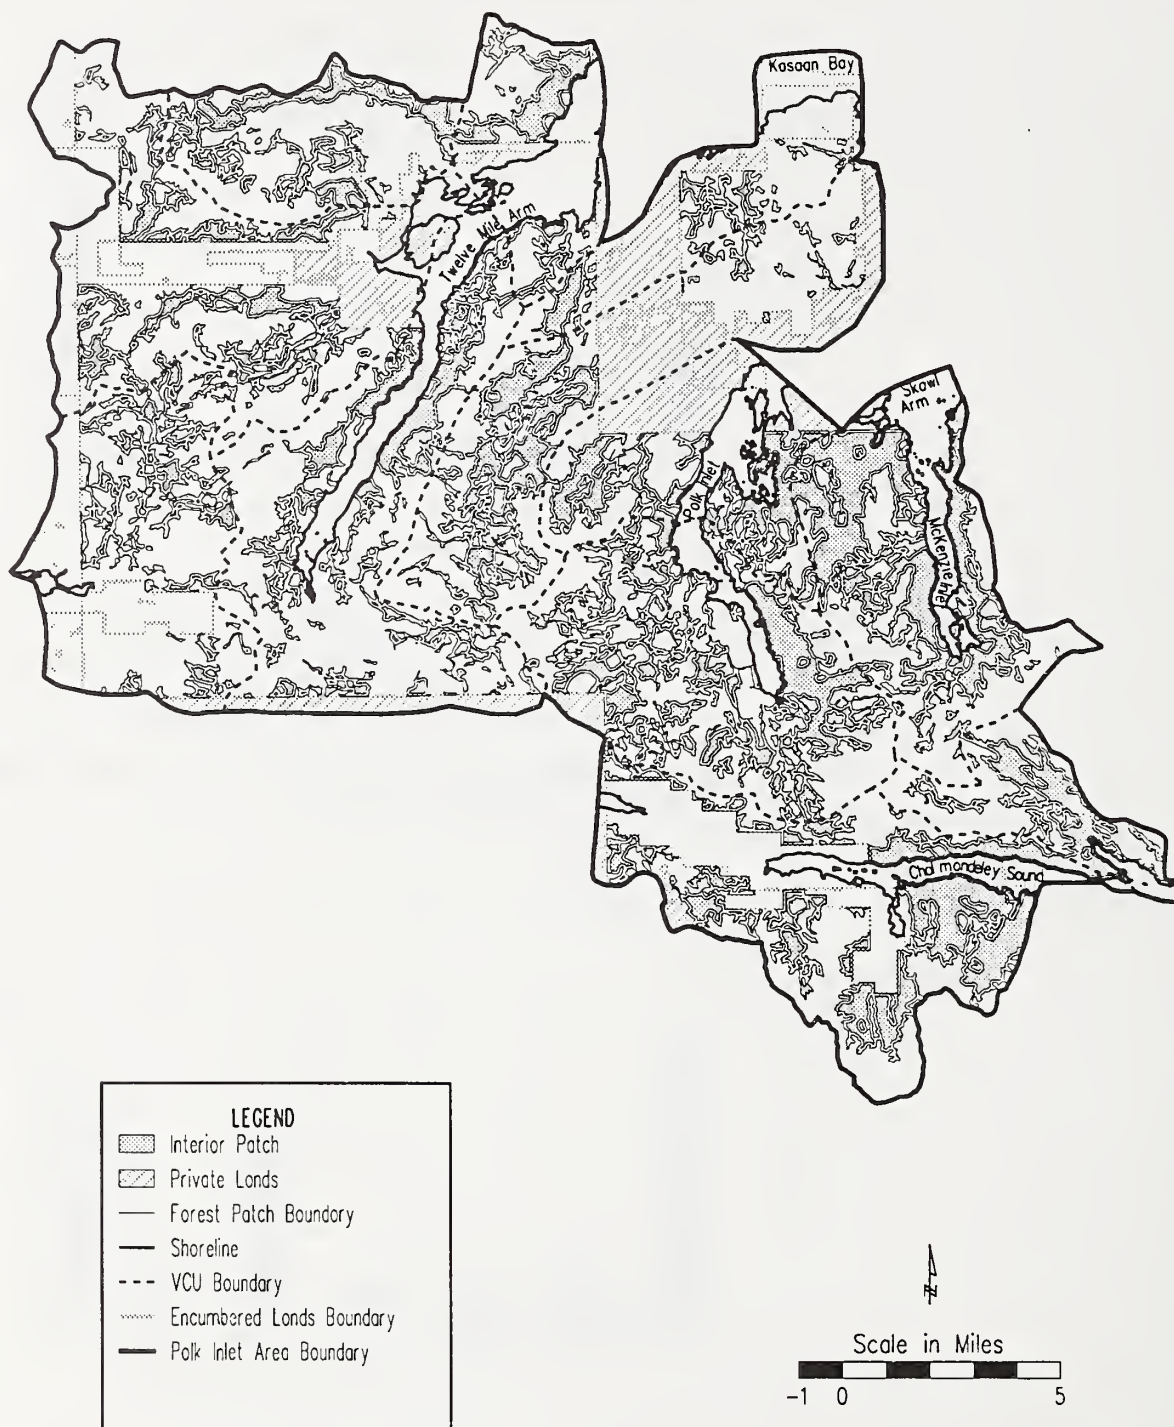 Kasaan Bay
Twelve Mile Arm
Skowl
Arm
Polk Inlet
McKenzie Inlet
Cholmondeley Sound
LEGEND
Interior Patch
Private Lands
Forest Patch Boundary
Shoreline
VCU Boundary
Encumbered Lands Boundary
Polk Inlet Area Boundary
N
Scale in Miles
-1 0 5